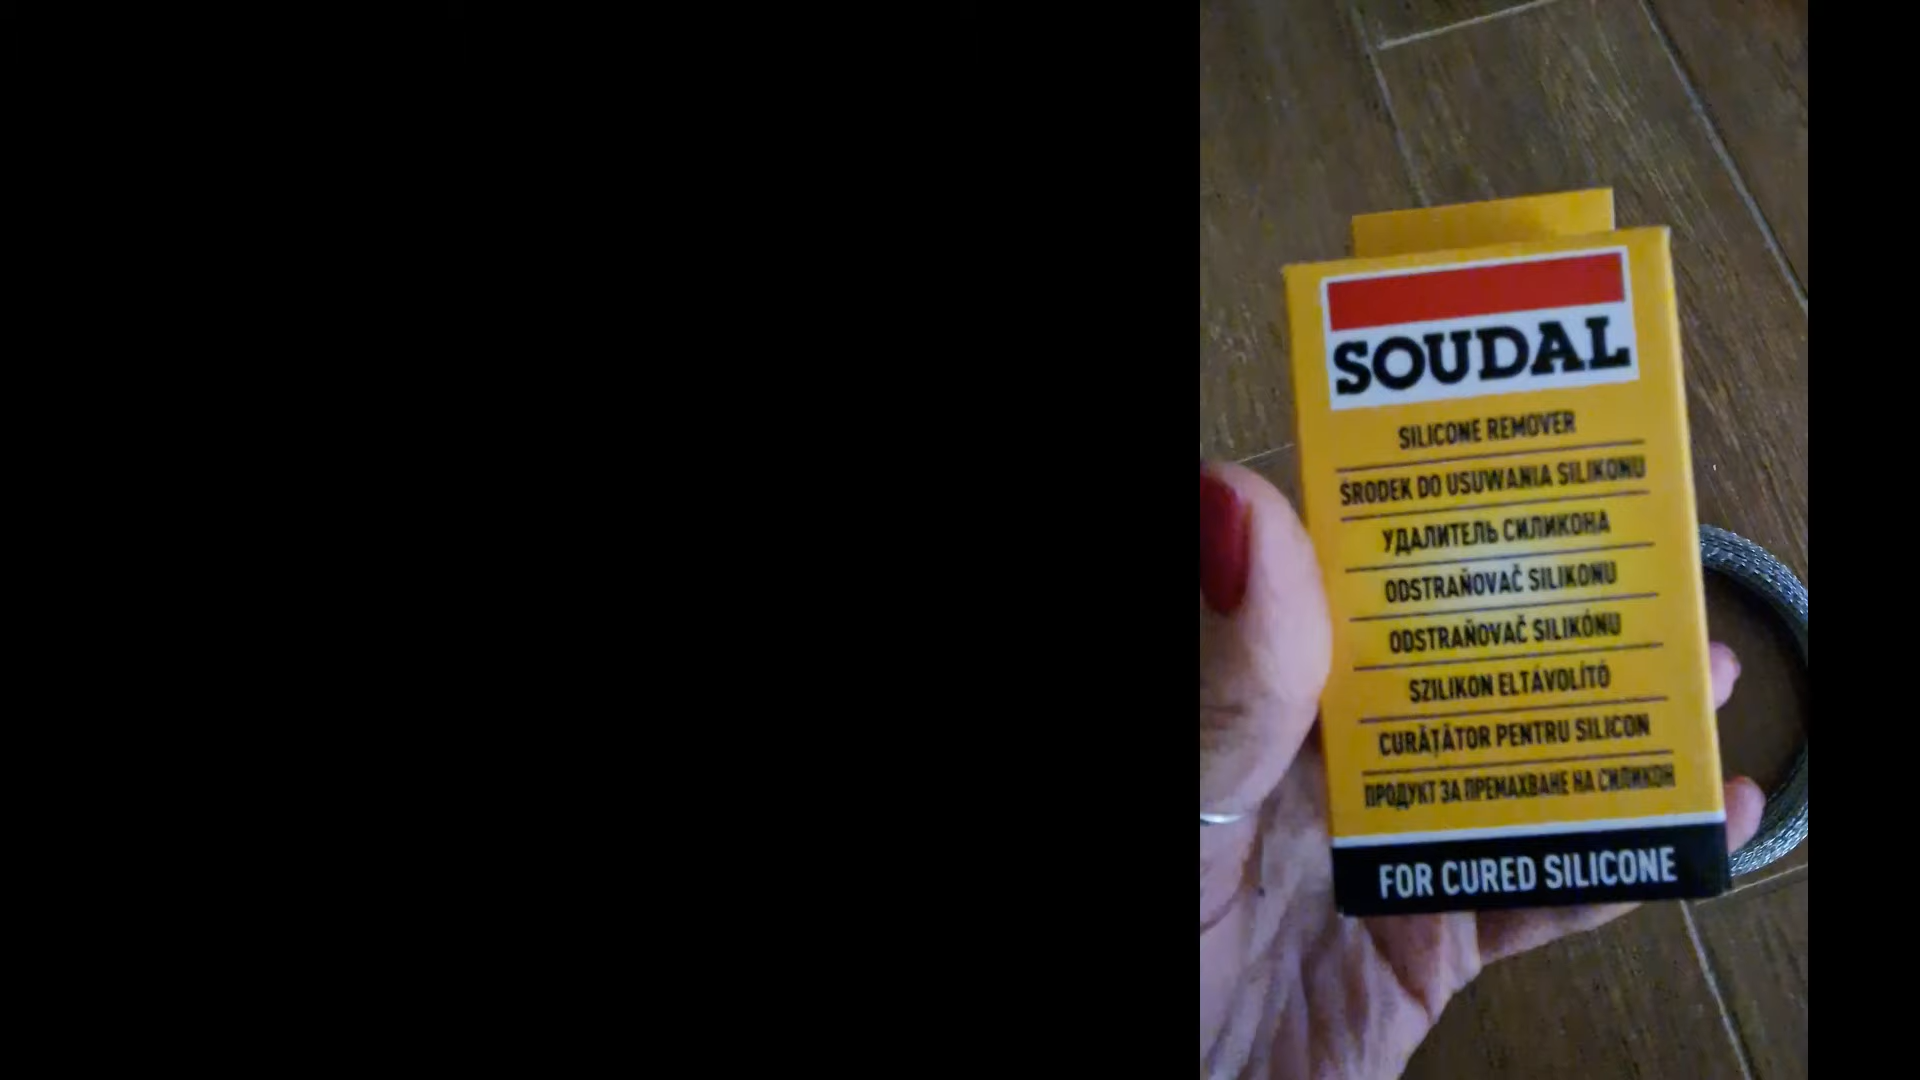 SOUDAL
SILICONE REMOVER
ŚRODEK DO USUWANIA SILIKONU
УДАЛИТЕЛЬ СИЛИКОНА
ODSTRAŇOVAČ SILIKONU
ODSTRAŇOVAČ SILIKÓNU
SZILIKON ELTÁVOLÍTÓ
CURĂȚĂTOR PENTRU SILICON
ПРОДУКТ ЗА ПРЕМАХВАНЕ НА СИЛИКОН
FOR CURED SILICONE